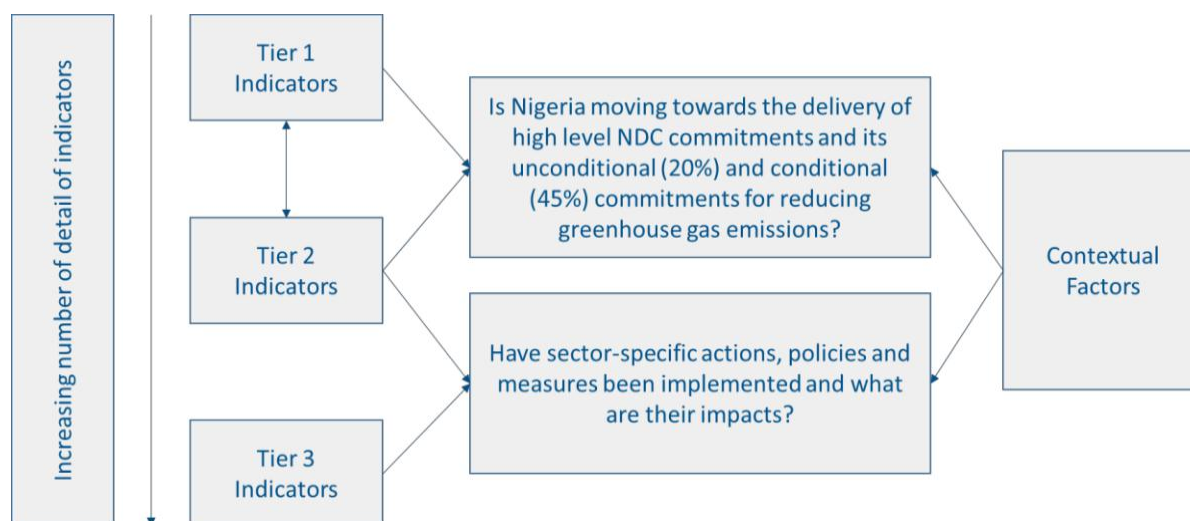 Increasing number of detail of indicators
Tier 1
Indicators
Tier 2
Indicators
Tier 3
Indicators
Is Nigeria moving towards the delivery of
high level NDC commitments and its
unconditional (20%) and conditional
(45%) commitments for reducing
greenhouse gas emissions?
Have sector-specific actions, policies and
measures been implemented and what
are their impacts?
Contextual
Factors